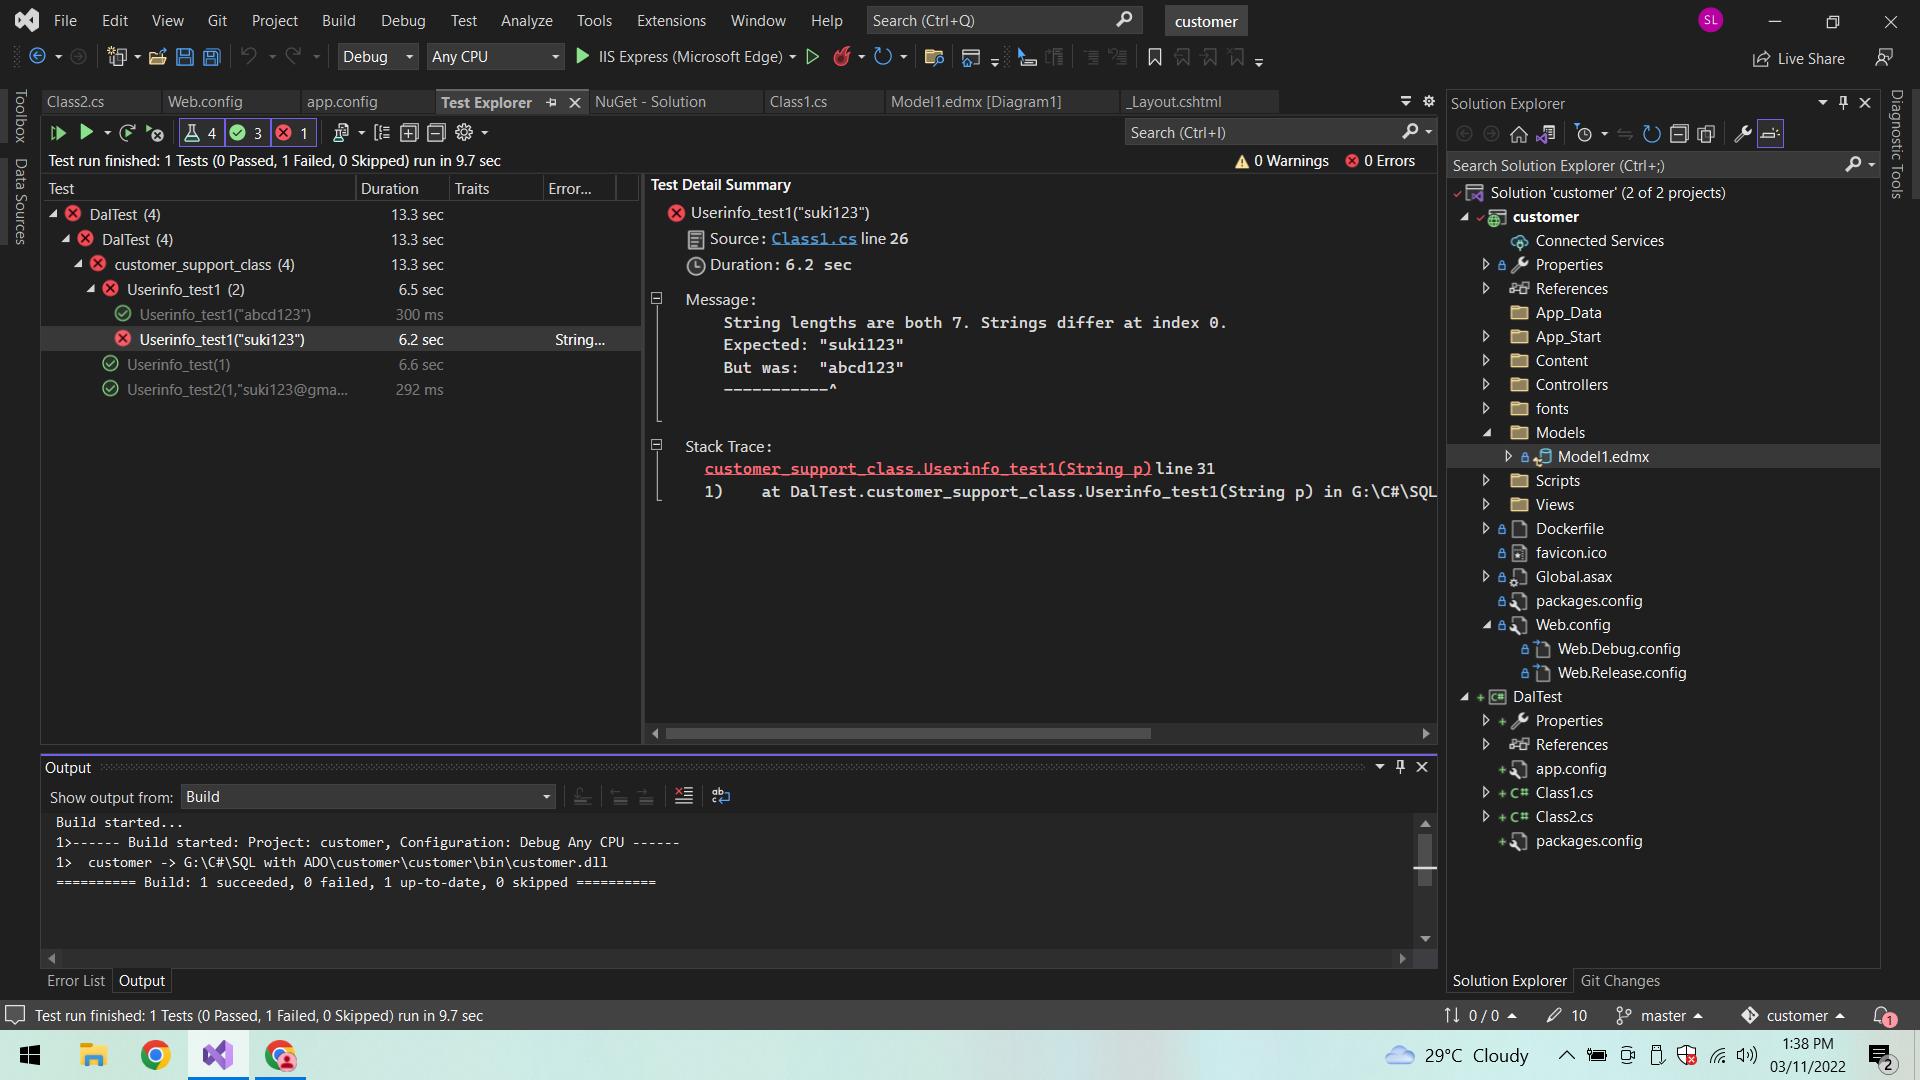 File Edit View Git Project Build Debug Test Analyze Tools Extensions Window Help Search (Ctrl+Q) customer SL
Debug Any CPU IIS Express (Microsoft Edge) Live Share
Toolbox
Data Sources
Class2.cs Web.config app.config Test Explorer NuGet - Solution Class1.cs Model1.edmx [Diagram1] _Layout.cshtml
4 3 1 Search (Ctrl+I)
Test run finished: 1 Tests (0 Passed, 1 Failed, 0 Skipped) run in 9.7 sec 0 Warnings 0 Errors
Test Duration Traits Error...
DalTest (4) 13.3 sec
DalTest (4) 13.3 sec
customer_support_class (4) 13.3 sec
Userinfo_test1 (2) 6.5 sec
Userinfo_test1("abcd123") 300 ms
Userinfo_test1("suki123") 6.2 sec String...
Userinfo_test(1) 6.6 sec
Userinfo_test2(1,"suki123@gma... 292 ms
Test Detail Summary
Userinfo_test1("suki123")
Source: Class1.cs line 26
Duration: 6.2 sec
Message:
String lengths are both 7. Strings differ at index 0.
Expected: "suki123"
But was: "abcd123"
-----------^
Stack Trace:
customer_support_class.Userinfo_test1(String p) line 31
1) at DalTest.customer_support_class.Userinfo_test1(String p) in G:\C#\SQL
Output
Show output from: Build
Build started...
1>------ Build started: Project: customer, Configuration: Debug Any CPU ------
1> customer -> G:\C#\SQL with ADO\customer\customer\bin\customer.dll
========== Build: 1 succeeded, 0 failed, 1 up-to-date, 0 skipped ==========
Error List Output
Solution Explorer
Search Solution Explorer (Ctrl+;)
Solution 'customer' (2 of 2 projects)
customer
Connected Services
Properties
References
App_Data
App_Start
Content
Controllers
fonts
Models
Model1.edmx
Scripts
Views
Dockerfile
favicon.ico
Global.asax
packages.config
Web.config
Web.Debug.config
Web.Release.config
DalTest
Properties
References
app.config
C# Class1.cs
C# Class2.cs
packages.config
Solution Explorer Git Changes
Diagnostic Tools
Test run finished: 1 Tests (0 Passed, 1 Failed, 0 Skipped) run in 9.7 sec 0 / 0 10 master customer 1
29°C Cloudy 1:38 PM
03/11/2022 2